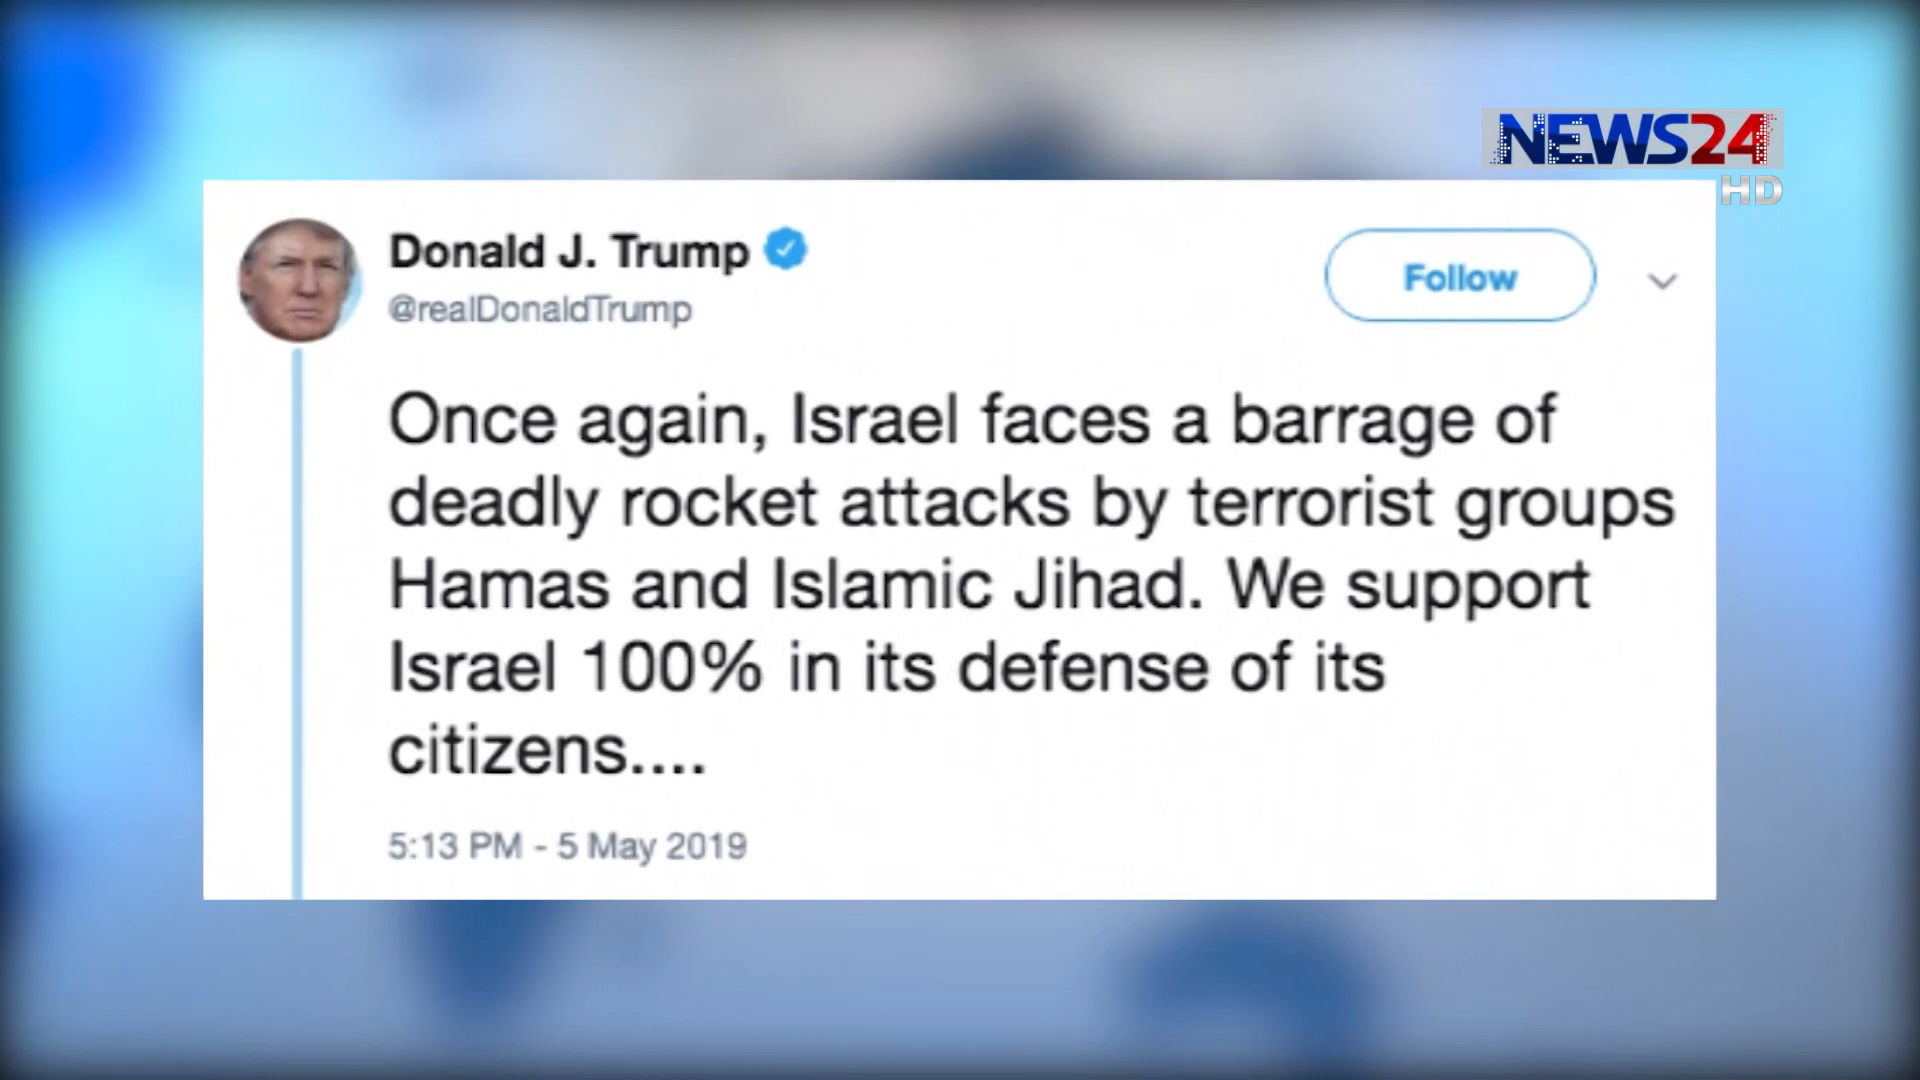 NEWS24
HD
Donald J. Trump
@realDonaldTrump
Follow
Once again, Israel faces a barrage of
deadly rocket attacks by terrorist groups
Hamas and Islamic Jihad. We support
Israel 100% in its defense of its
citizens....
5:13 PM - 5 May 2019